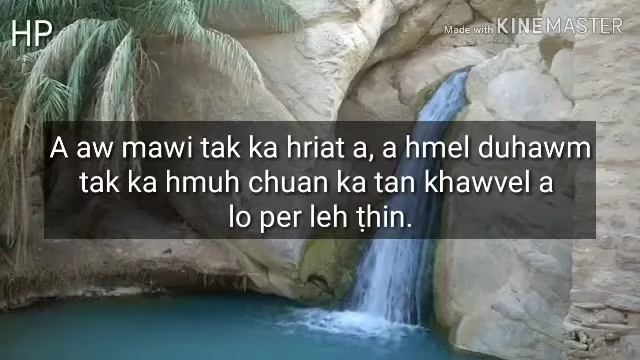 HP
Made with KINEMASTER
A aw mawi tak ka hriat a, a hmel duhawm
tak ka hmuh chuan ka tan khawvel a
lo per leh ṭhin.